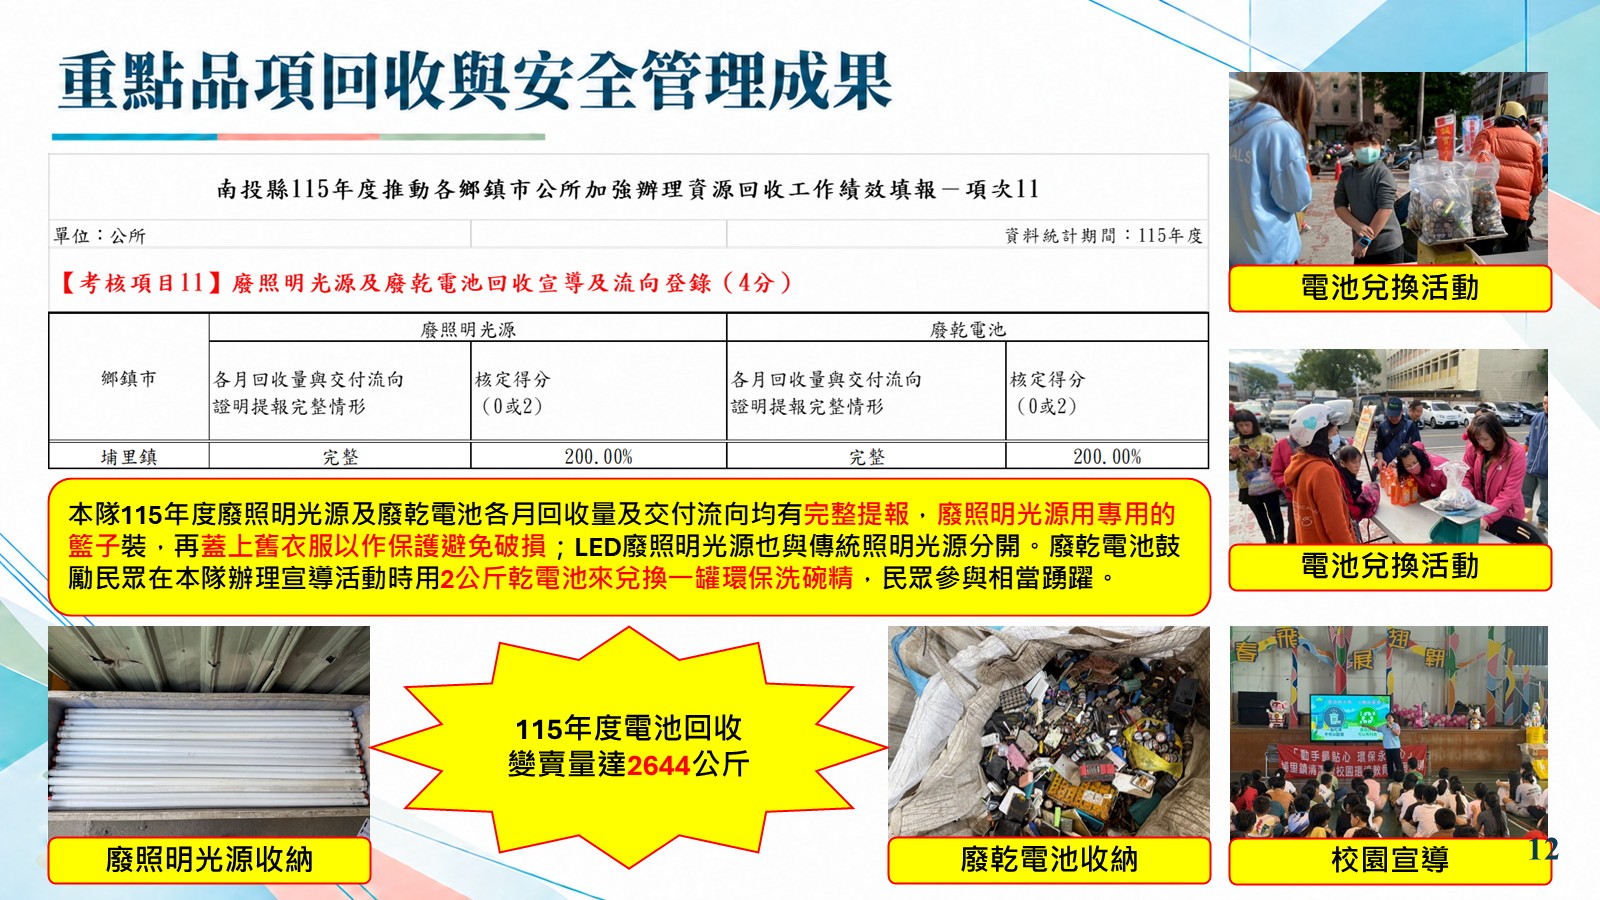 重點品項回收與安全管理成果
南投縣115年度推動各鄉鎮市公所加強辦理資源回收工作績效填報－項次11
單位：公所
資料統計期間：115年度
【考核項目11】廢照明光源及廢乾電池回收宣導及流向登錄（4分）
鄉鎮市
廢照明光源
廢乾電池
各月回收量與交付流向
證明提報完整情形
核定得分
（0或2）
各月回收量與交付流向
證明提報完整情形
核定得分
（0或2）
埔里鎮 完整 200.00% 完整 200.00%
本隊115年度廢照明光源及廢乾電池各月回收量及交付流向均有完整提報，廢照明光源用專用的
籃子裝，再蓋上舊衣服以作保護避免破損；LED廢照明光源也與傳統照明光源分開。廢乾電池鼓
勵民眾在本隊辦理宣導活動時用2公斤乾電池來兌換一罐環保洗碗精，民眾參與相當踴躍。
電池兌換活動
電池兌換活動
廢照明光源收納
115年度電池回收
變賣量達2644公斤
廢乾電池收納
春飛展翅翱
校園宣導
12